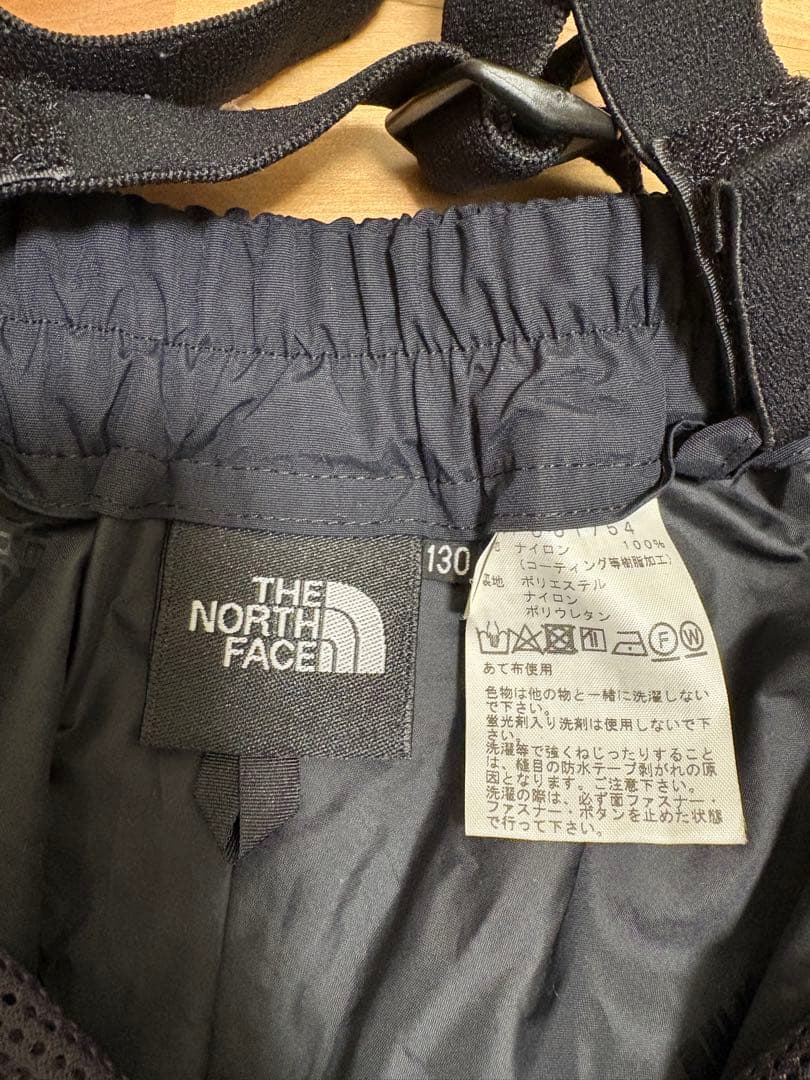 THE
NORTH
FACE
130
ナイロン 100%
(コーティング等樹脂加工)
裏地 ポリエステル
ナイロン
ポリウレタン
F W
あて布使用
色物は他の物と一緒に洗濯しない
で下さい。
蛍光剤入り洗剤は使用しないで下
さい。
洗濯等で強くねじったりすること
は、縫目の防水テープ剥がれの原
因となります。ご注意下さい。
洗濯の際は、必ず面ファスナー・
ファスナー・ボタンを止めた状態
で行って下さい。